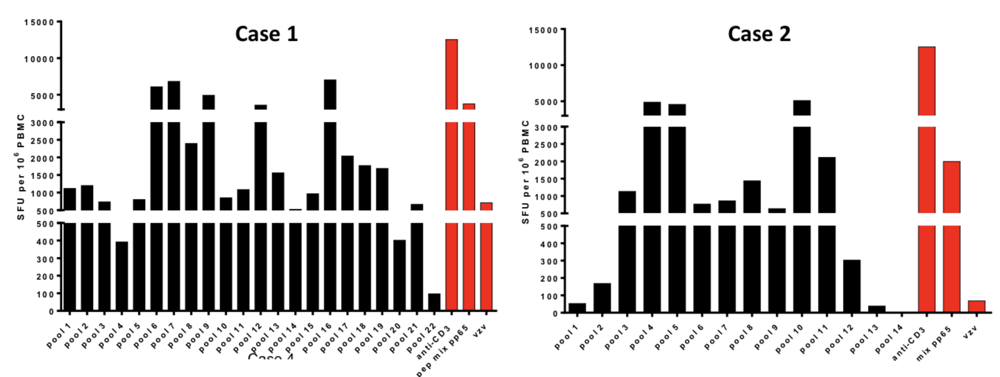 Case 1
SFU per 10⁶ PBMC
15000
10000
5000
3000
2500
2000
1500
1000
500
500
400
300
200
100
0
pool 1
pool 2
pool 3
pool 4
pool 5
pool 6
pool 7
pool 8
pool 9
pool 10
pool 11
pool 12
pool 13
pool 14
pool 15
pool 16
pool 17
pool 18
pool 19
pool 20
pool 21
pool 22
anti-CD3
pep mix pp65
vzv
Case 4
Case 2
SFU per 10⁶ PBMC
15000
10000
5000
3000
2500
2000
1500
1000
500
500
400
300
200
100
0
pool 1
pool 2
pool 3
pool 4
pool 5
pool 6
pool 7
pool 8
pool 9
pool 10
pool 11
pool 12
pool 13
pool 14
anti-CD3
mix pp65
vzv